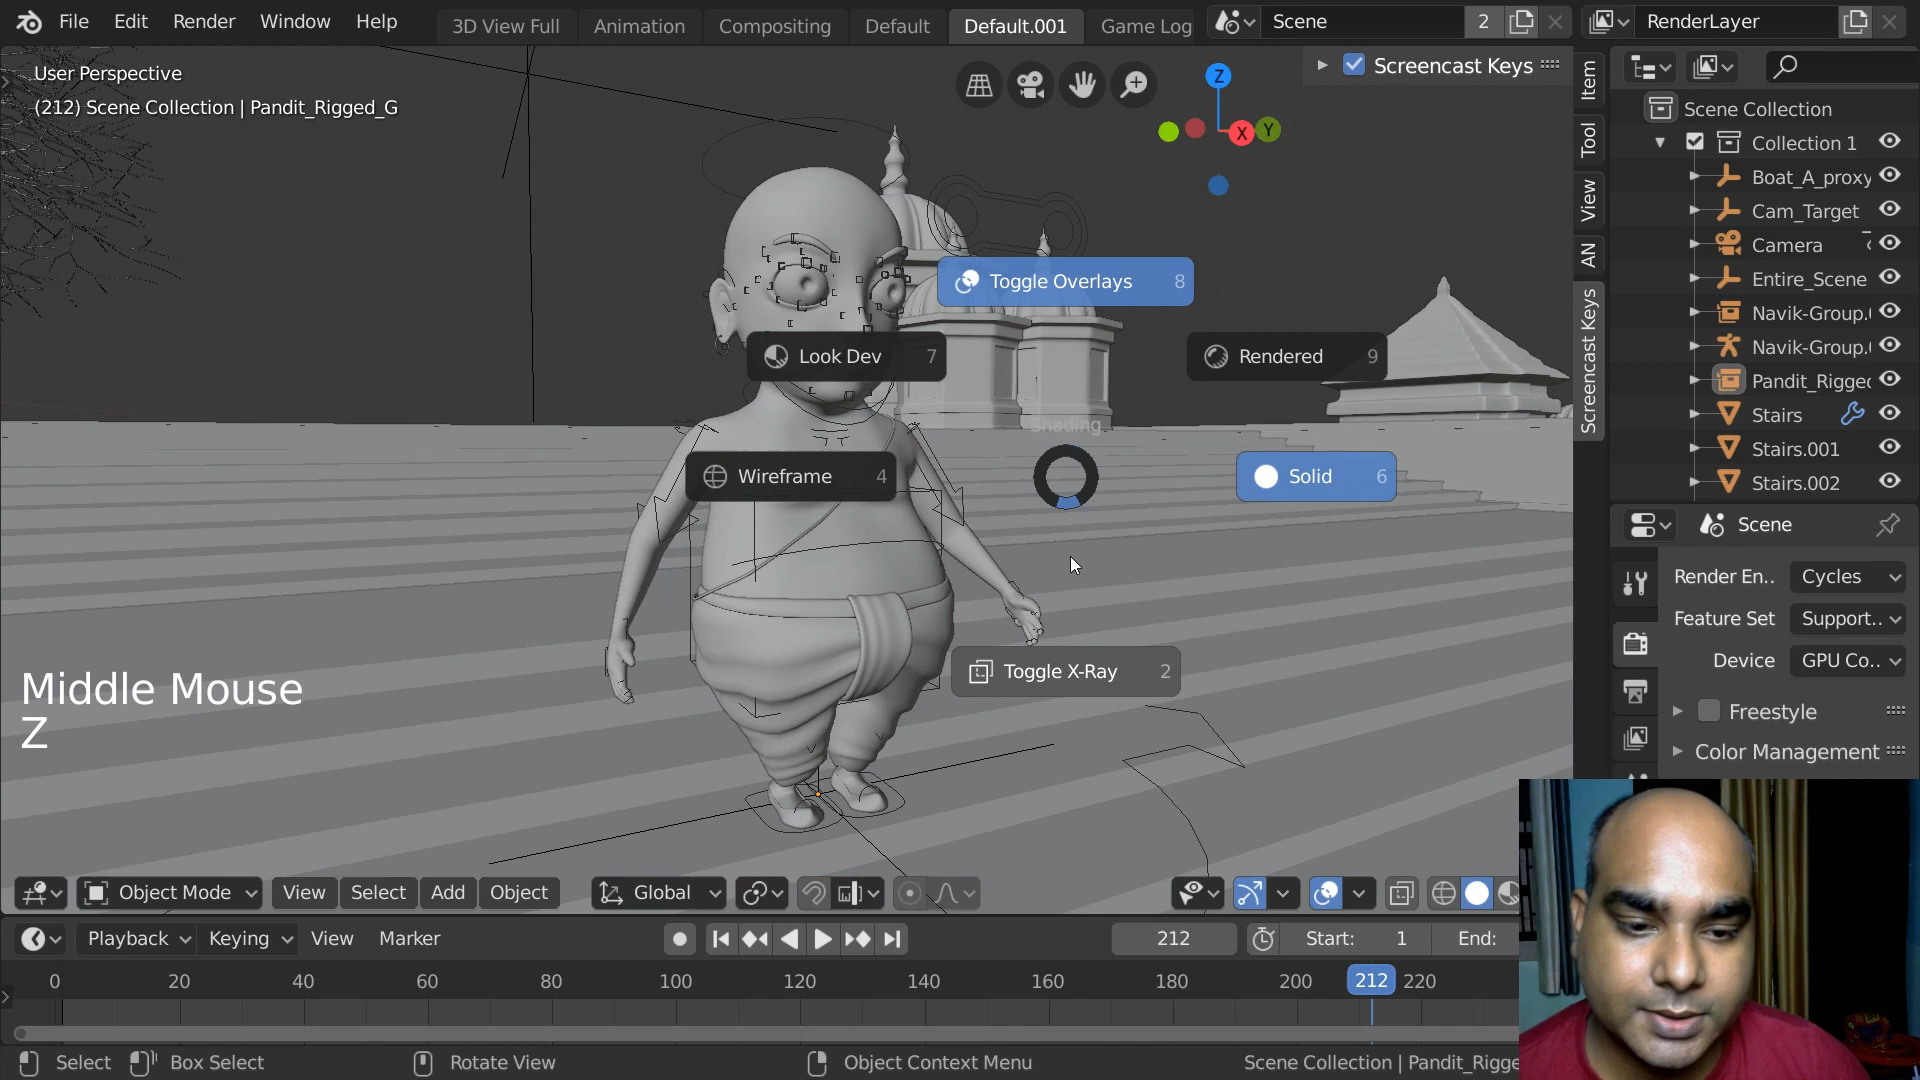 File Edit Render Window Help
3D View Full Animation Compositing Default Default.001 Game Log
Scene 2 RenderLayer
User Perspective
(212) Scene Collection | Pandit_Rigged_G
Screencast Keys
Z
X Y
Item
Tool
View
AN
Screencast Keys
Scene Collection
Collection 1
Boat_A_proxy
Cam_Target
Camera
Entire_Scene
Navik-Group.
Navik-Group.
Pandit_Rigged
Stairs
Stairs.001
Stairs.002
Toggle Overlays 8
Look Dev 7
Rendered 9
Shading
Wireframe 4
Solid 6
Toggle X-Ray 2
Middle Mouse
Z
Scene
Render En.. Cycles
Feature Set Support..
Device GPU Co..
Freestyle
Color Management
Object Mode View Select Add Object Global
Playback Keying View Marker 212 Start: 1 End:
0 20 40 60 80 100 120 140 160 180 200 212 220
Select Box Select Rotate View Object Context Menu Scene Collection | Pandit_Rigge